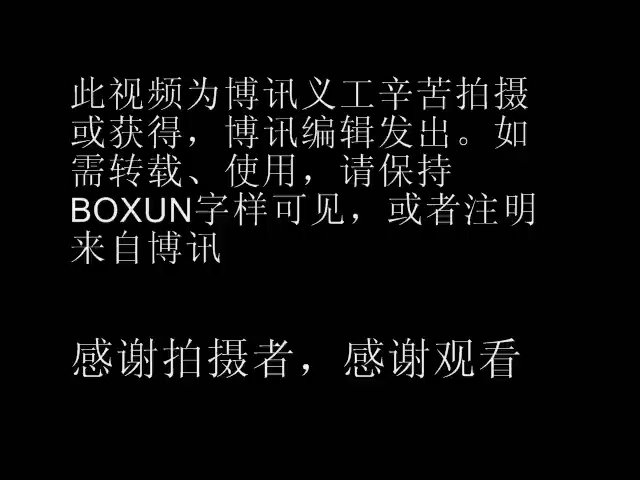 此视频为博讯义工辛苦拍摄
或获得，博讯编辑发出。如
需转载、使用，请保持
BOXUN字样可见，或者注明
来自博讯
感谢拍摄者，感谢观看